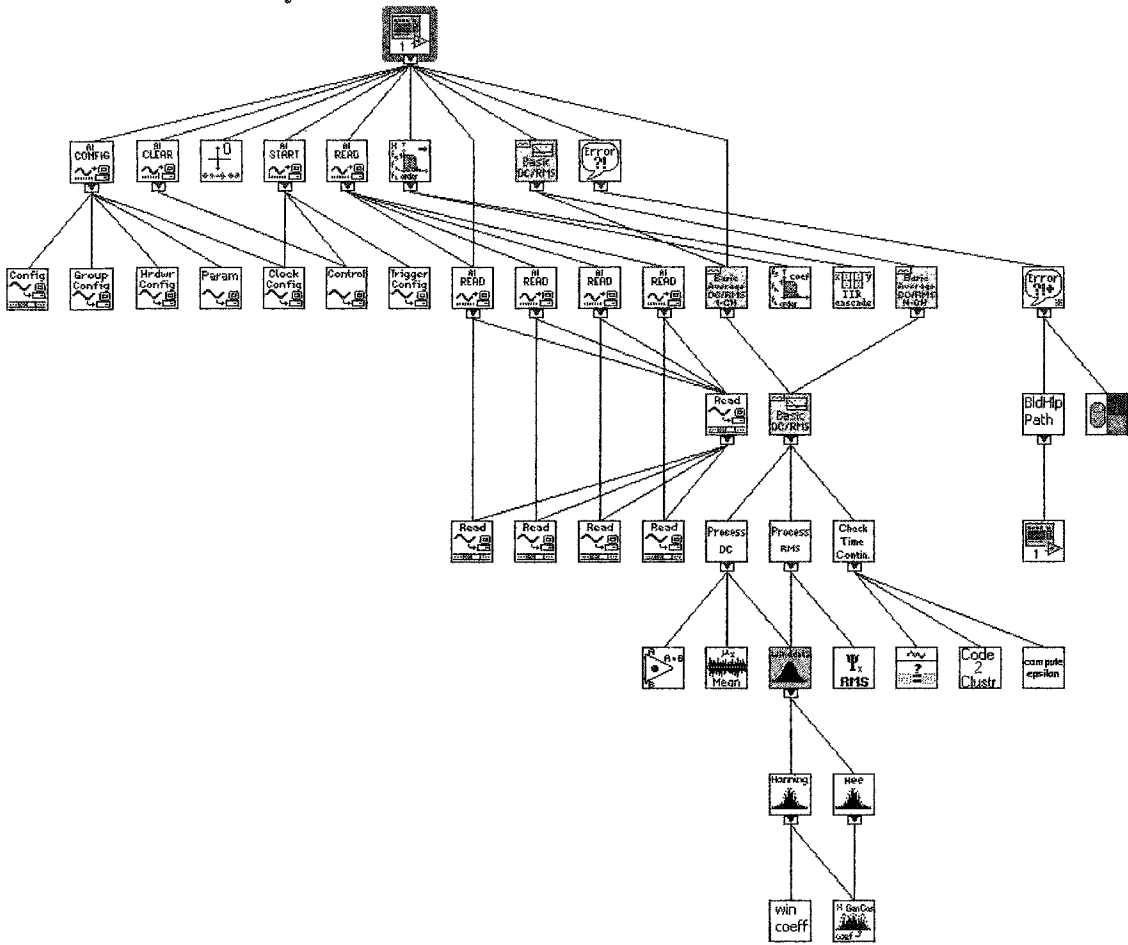 1
AI CONFIG
AI CLEAR
0
AI START
AI READ
order
Basic DC/RMS
Error ?!
Config
Group Config
Hrdwr Config
Param
Clock Config
Control
Trigger Config
AI READ
AI READ
AI READ
AI READ
Basic Average DC/RMS 1-CH
coef
order
IIR cascade
Basic Average DC/RMS N-CH
Error ?!+
Read
Basic DC/RMS
BldHlp Path
Read
Read
Read
Read
Process DC
Process RMS
Check Time Contin.
1
A
A*B
B
μx
Mean
Ψx
RMS
?
=
Code 2 Clustr
compute epsilon
Hanning
win coeff
X GenCos
coef